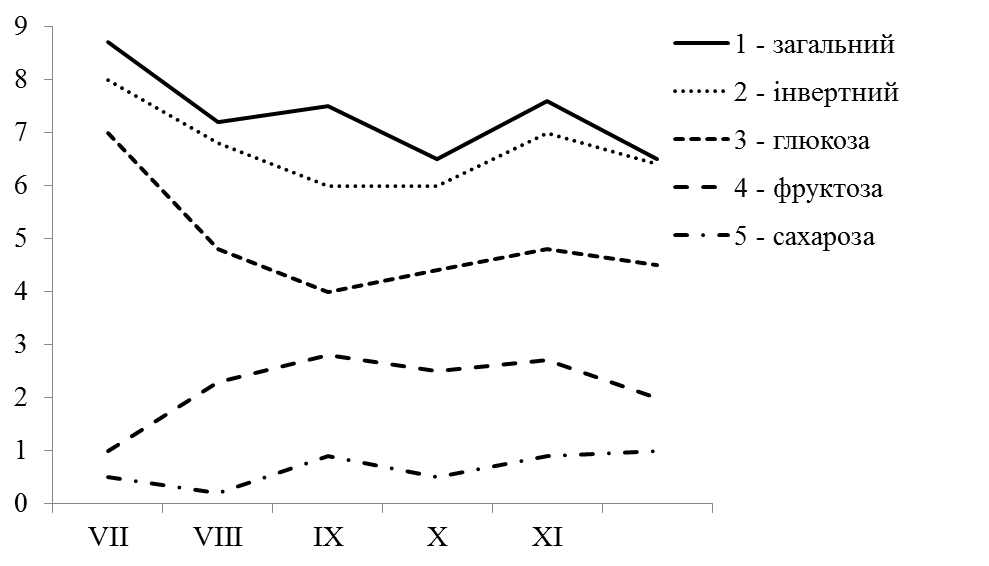 9
8
7
6
5
4
3
2
1
0
VII VIII IX X XI
1 - загальний
2 - інвертний
3 - глюкоза
4 - фруктоза
5 - сахароза